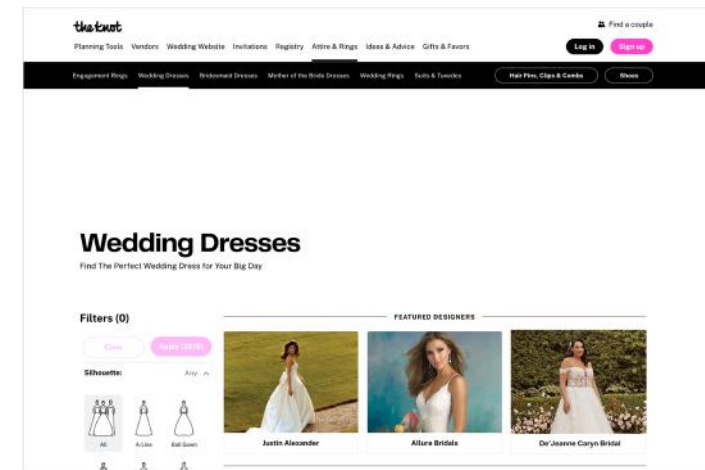 the knot
Find a couple
Planning Tools Vendors Wedding Website Invitations Registry Attire & Rings Ideas & Advice Gifts & Favors
Log in Sign up
Engagement Rings Wedding Dresses Bridesmaid Dresses Mother of the Bride Dresses Wedding Rings Suits & Tuxedos Hair Pins, Clips & Combs Shoes
Wedding Dresses
Find The Perfect Wedding Dress for Your Big Day
Filters (0)
FEATURED DESIGNERS
Clear Apply
Silhouette: Any
All A-Line Ball Gown
Justin Alexander Allure Bridals De'Jeanne Caryn Bridal